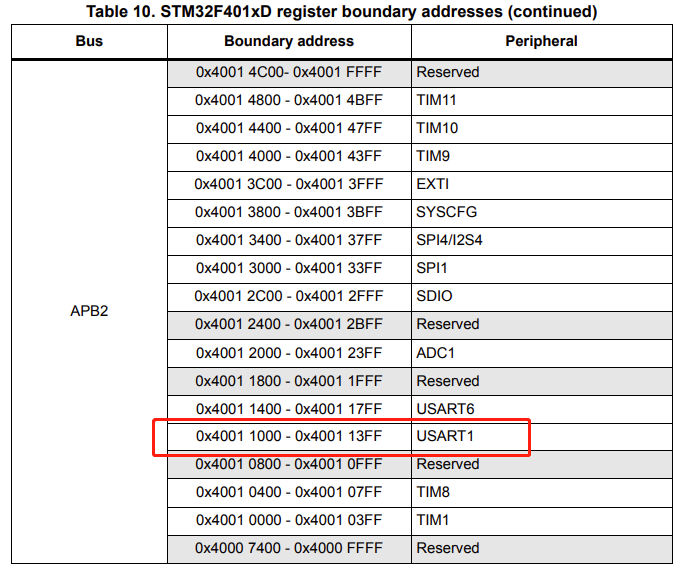 Table 10. STM32F401xD register boundary addresses (continued)
Bus Boundary address Peripheral
0x4001 4C00- 0x4001 FFFF Reserved
0x4001 4800 - 0x4001 4BFF TIM11
0x4001 4400 - 0x4001 47FF TIM10
0x4001 4000 - 0x4001 43FF TIM9
0x4001 3C00 - 0x4001 3FFF EXTI
0x4001 3800 - 0x4001 3BFF SYSCFG
0x4001 3400 - 0x4001 37FF SPI4/I2S4
0x4001 3000 - 0x4001 33FF SPI1
0x4001 2C00 - 0x4001 2FFF SDIO
APB2
0x4001 2400 - 0x4001 2BFF Reserved
0x4001 2000 - 0x4001 23FF ADC1
0x4001 1800 - 0x4001 1FFF Reserved
0x4001 1400 - 0x4001 17FF USART6
0x4001 1000 - 0x4001 13FF USART1
0x4001 0800 - 0x4001 0FFF Reserved
0x4001 0400 - 0x4001 07FF TIM8
0x4001 0000 - 0x4001 03FF TIM1
0x4000 7400 - 0x4000 FFFF Reserved